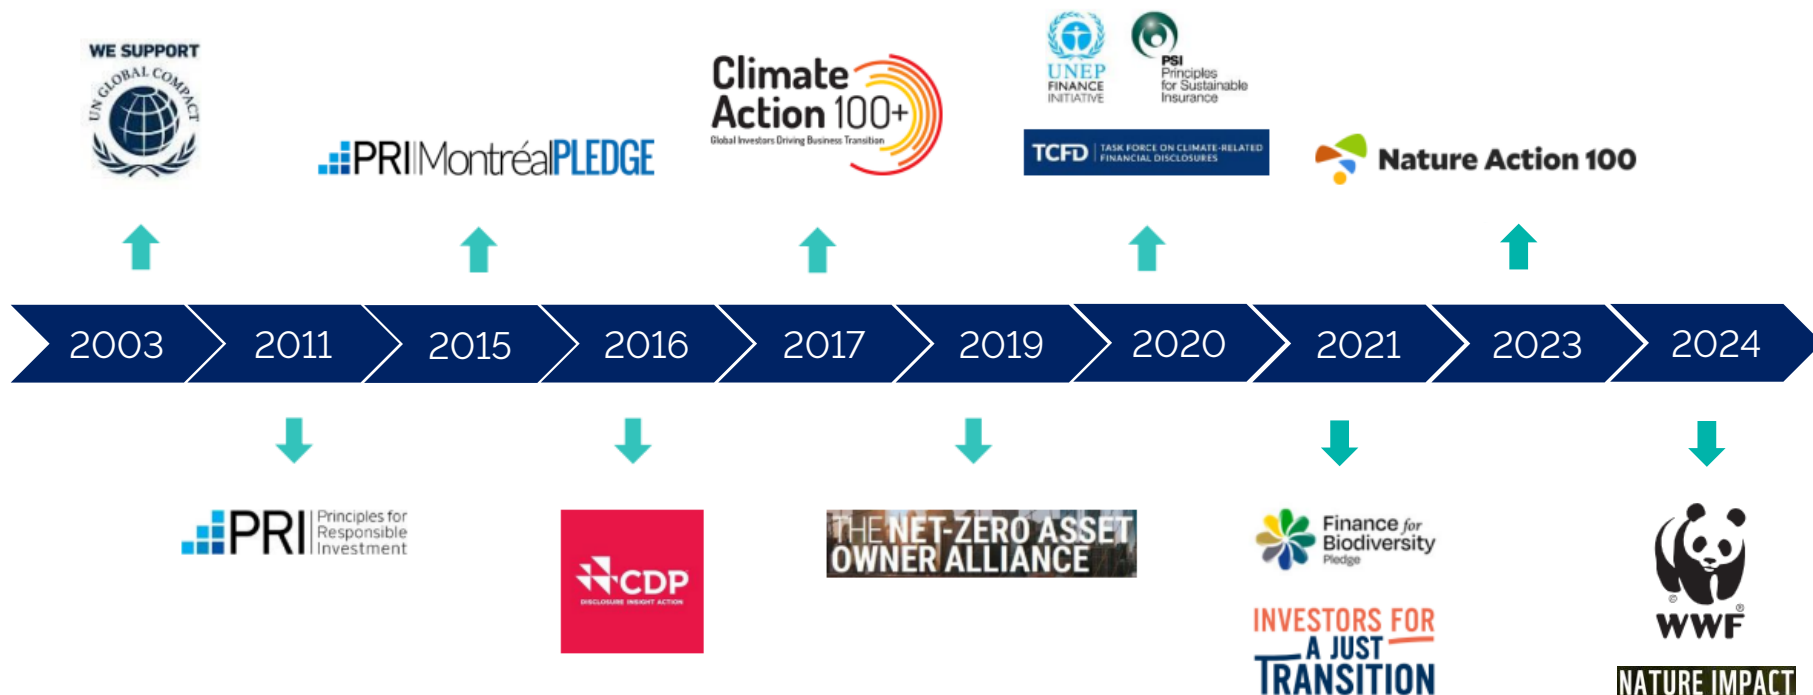 WE SUPPORT
UN GLOBAL COMPACT
PRI Montréal PLEDGE
Climate
Action 100+
Global Investors Driving Business Transition
UNEP
FINANCE
INITIATIVE
PSI
Principles
for Sustainable
Insurance
TCFD TASK FORCE ON CLIMATE-RELATED
FINANCIAL DISCLOSURES
Nature Action 100
2003 2011 2015 2016 2017 2019 2020 2021 2023 2024
PRI Principles for
Responsible
Investment
CDP
DISCLOSURE INSIGHT ACTION
THE NET-ZERO ASSET
OWNER ALLIANCE
Finance for
Biodiversity
Pledge
INVESTORS FOR
A JUST
TRANSITION
©
WWF®
NATURE IMPACT